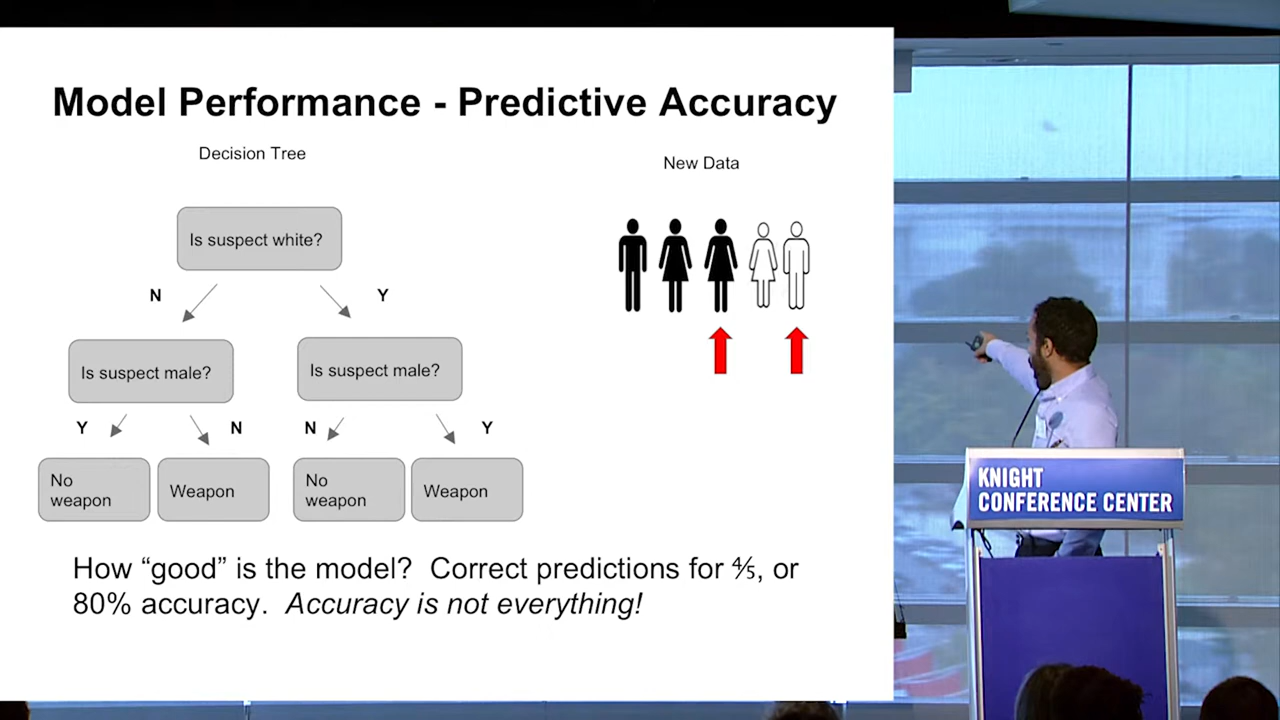 Model Performance - Predictive Accuracy
Decision Tree
New Data
Is suspect white?
N
Y
Is suspect male?
Is suspect male?
Y
N
N
Y
No
weapon
Weapon
No
weapon
Weapon
How “good” is the model?  Correct predictions for ⅘, or
80% accuracy.  Accuracy is not everything!
KNIGHT
CONFERENCE CENTER